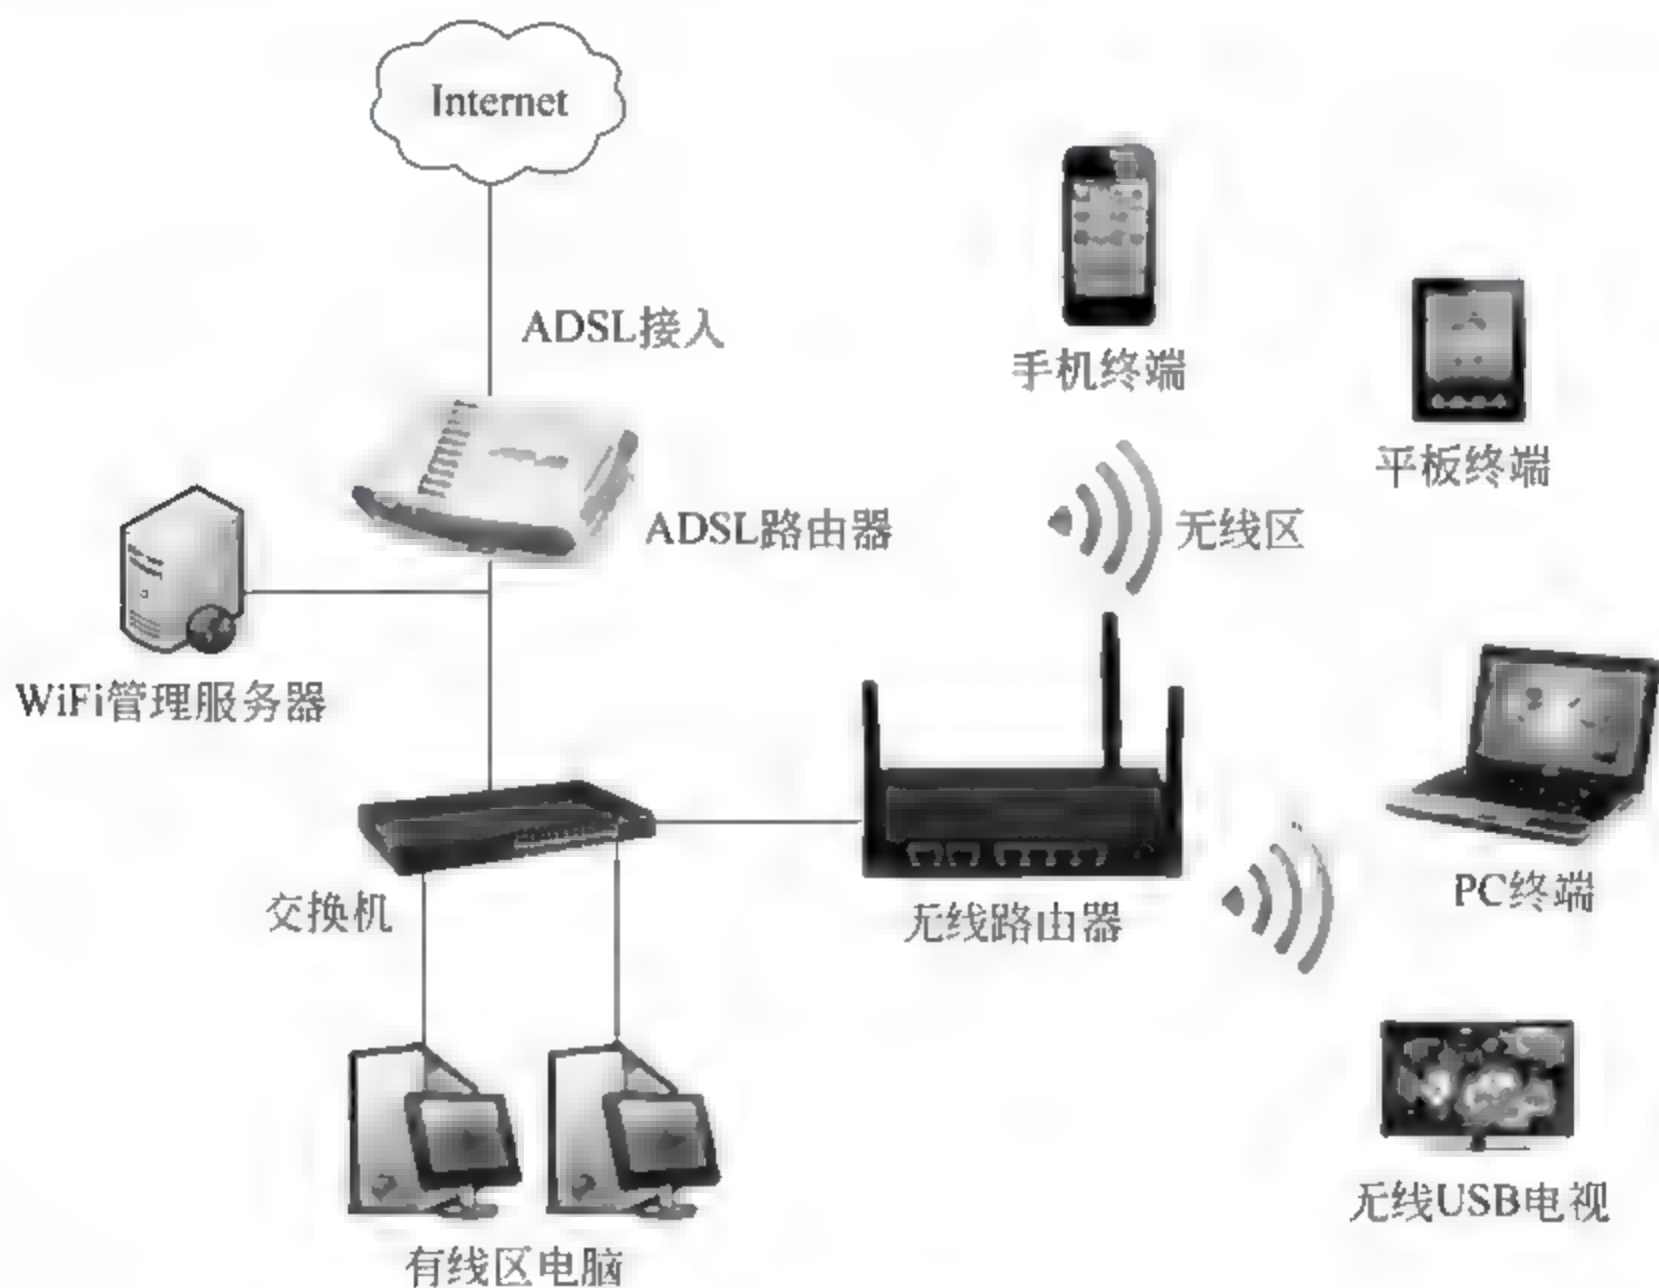 Internet
ADSL接入
手机终端
平板终端
ADSL路由器
无线区
WiFi管理服务器
PC终端
交换机
无线路由器
无线USB电视
有线区电脑